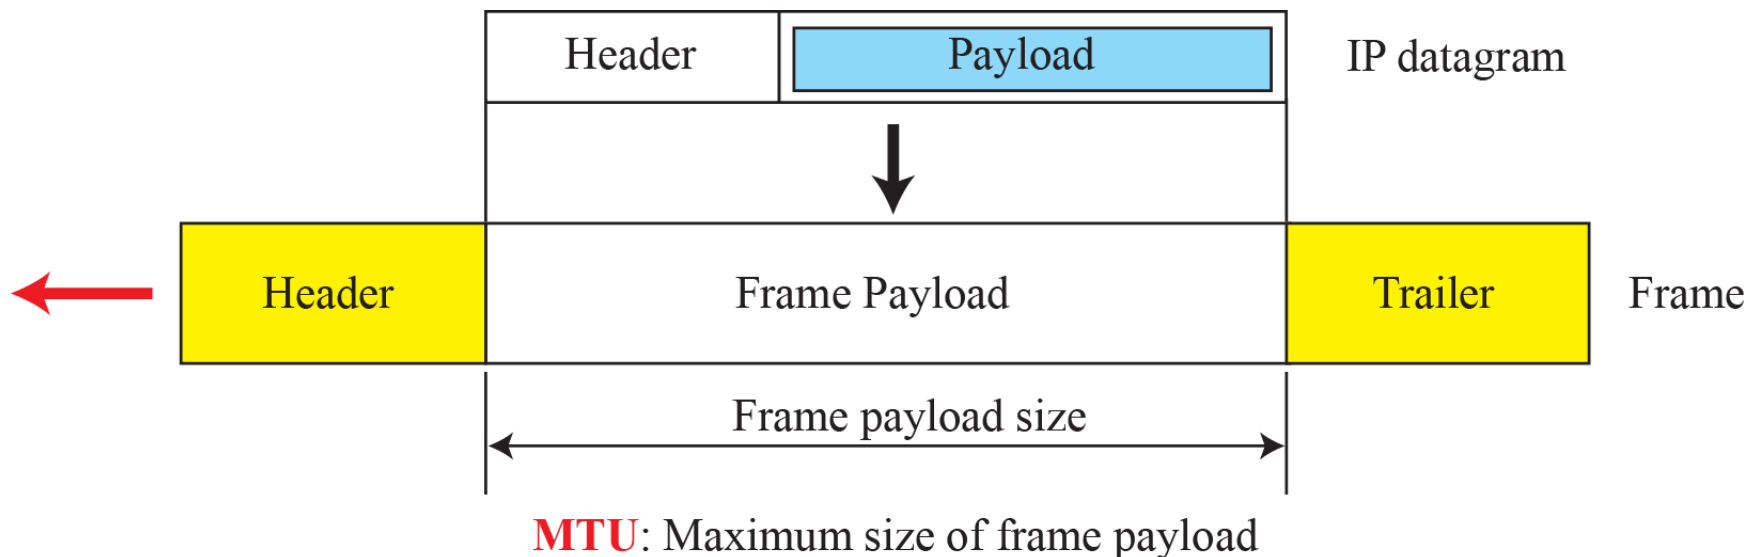 Header Payload IP datagram
Header Frame Payload Trailer Frame
Frame payload size
MTU: Maximum size of frame payload